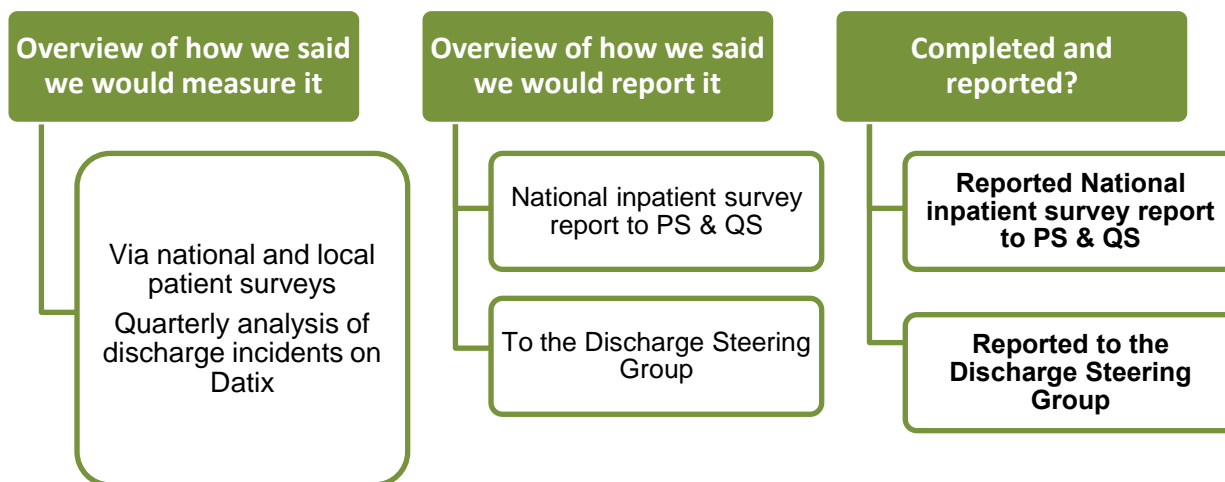 Overview of how we said
we would measure it
Via national and local
patient surveys
Quarterly analysis of
discharge incidents on
Datix
Overview of how we said
we would report it
National inpatient survey
report to PS & QS
To the Discharge Steering
Group
Completed and
reported?
Reported National
inpatient survey report
to PS & QS
Reported to the
Discharge Steering
Group